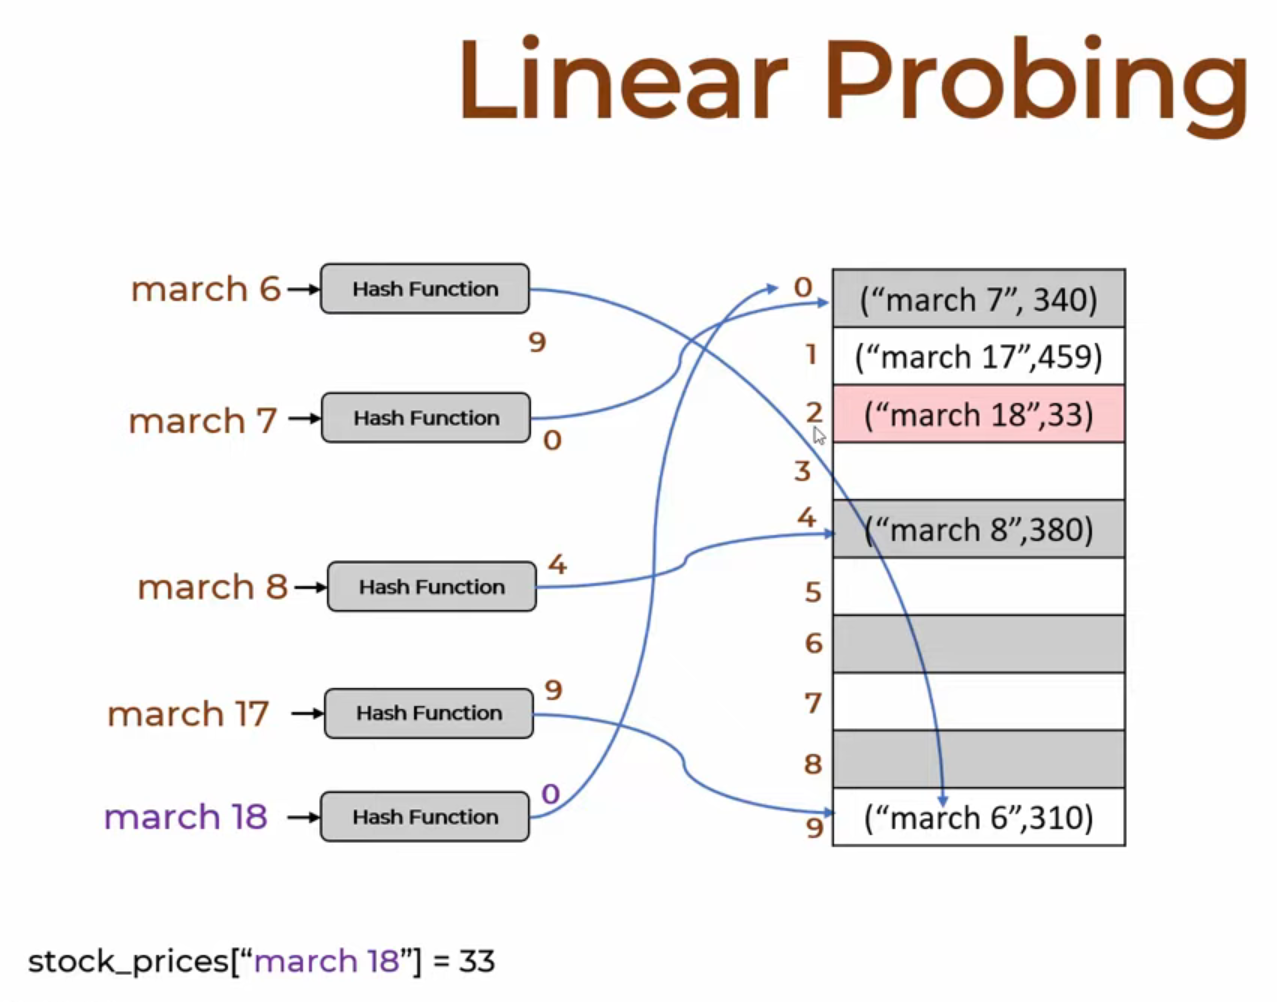 Linear Probing
march 6
Hash Function
9
march 7
Hash Function
0
march 8
Hash Function
4
march 17
Hash Function
9
march 18
Hash Function
0
0
(“march 7”, 340)
1
(“march 17”,459)
2
(“march 18”,33)
3
4
(“march 8”,380)
5
6
7
8
9
(“march 6”,310)
stock_prices[“march 18”] = 33